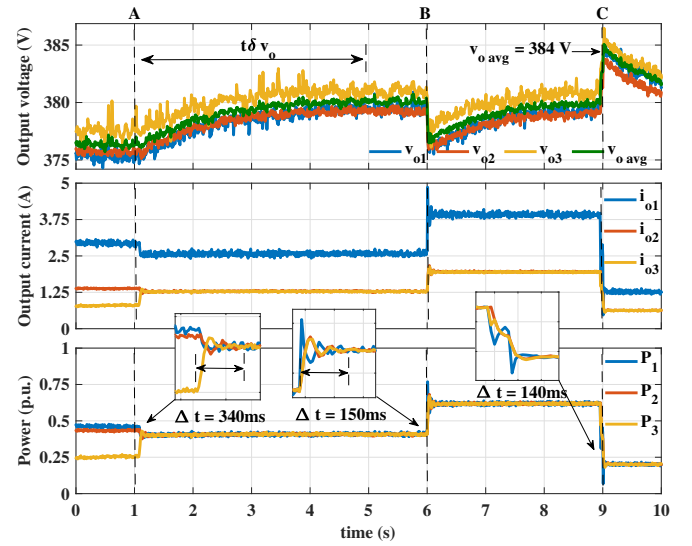 A B C
385
380
375
Output voltage (V)
tδ v_o
v_o avg = 384 V
v_o1 v_o2 v_o3 v_o avg
5
3.75
2.5
1.25
0
Output current (A)
i_o1
i_o2
i_o3
1
0.75
0.5
0.25
0
Power (p.u.)
Δ t = 340ms
Δ t = 150ms
Δ t = 140ms
P_1
P_2
P_3
0 1 2 3 4 5 6 7 8 9 10
time (s)